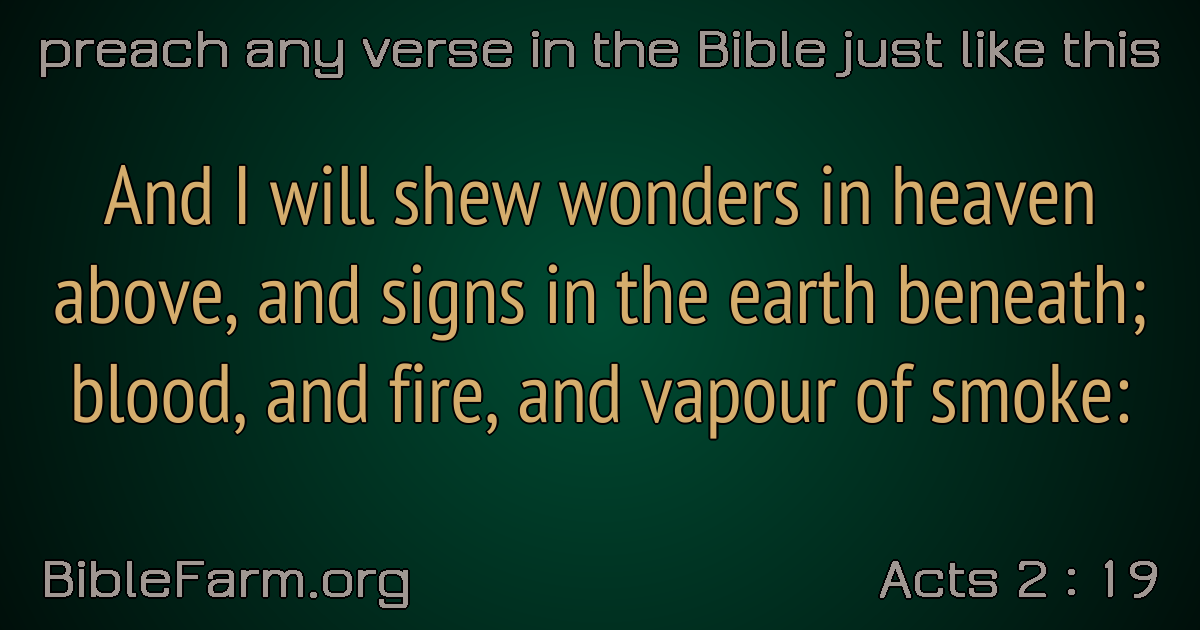 preach any verse in the Bible just like this
And I will shew wonders in heaven
above, and signs in the earth beneath;
blood, and fire, and vapour of smoke:
BibleFarm.org
Acts 2 : 19